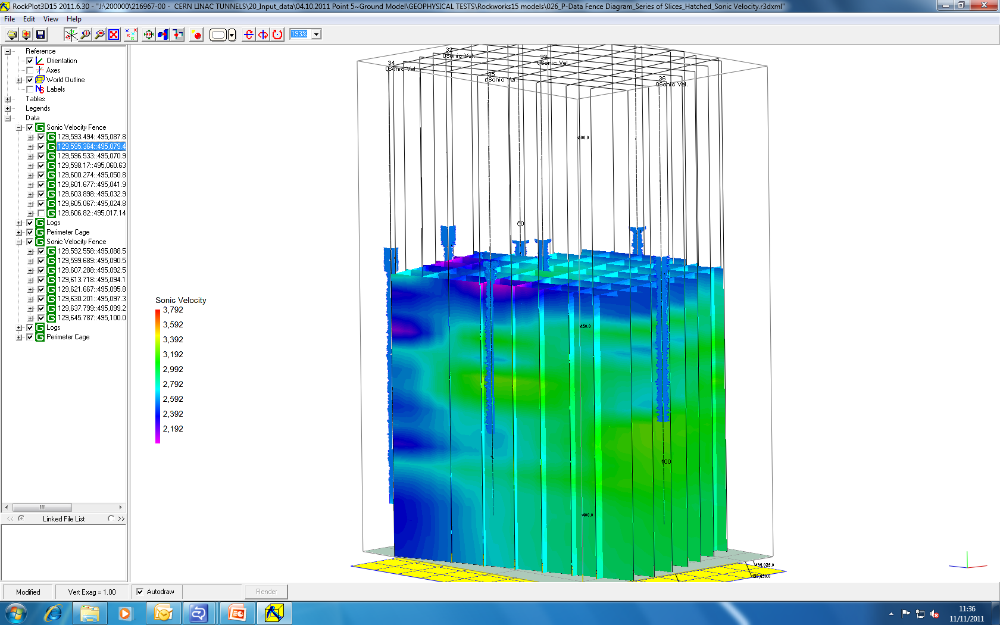 RockPlot3D15 2011.6.30 - "J:\200000\216967-00 - CERN LINAC TUNNELS\20_Input_data\04.10.2011 Point 5~Ground Model\GEOPHYSICAL TESTS\Rockworks15 models\026_P-Data Fence Diagram_Series of Slices_Hatched_Sonic Velocity.r3dxml"
File Edit View Help
193%
Reference
Orientation
Axes
World Outline
Labels
Tables
Legends
Data
Sonic Velocity Fence
129,593.494::495,087.8
129,595.364::495,079.4
129,596.533::495,070.9
129,598.17::495,060.63
129,600.274::495,050.8
129,601.677::495,041.9
129,603.898::495,032.9
129,605.067::495,024.8
129,606.82::495,017.14
Logs
Perimeter Cage
Sonic Velocity Fence
129,592.558::495,088.5
129,599.689::495,090.5
129,607.288::495,092.5
129,613.718::495,094.1
129,621.667::495,095.8
129,630.201::495,097.3
129,637.799::495,099.2
129,645.787::495,100.0
Logs
Perimeter Cage
<< Linked File List >>
32
0Sonic Vel.
33
0Sonic Vel.
34
0Sonic Vel.
35
0Sonic Vel.
36
0Sonic Vel.
500.0
50
450.0
100
400.0
495,025.0
129,650.0
Sonic Velocity
3,792
3,592
3,392
3,192
2,992
2,792
2,592
2,392
2,192
Modified Vert Exag = 1.00 Autodraw Render
11:36
11/11/2011